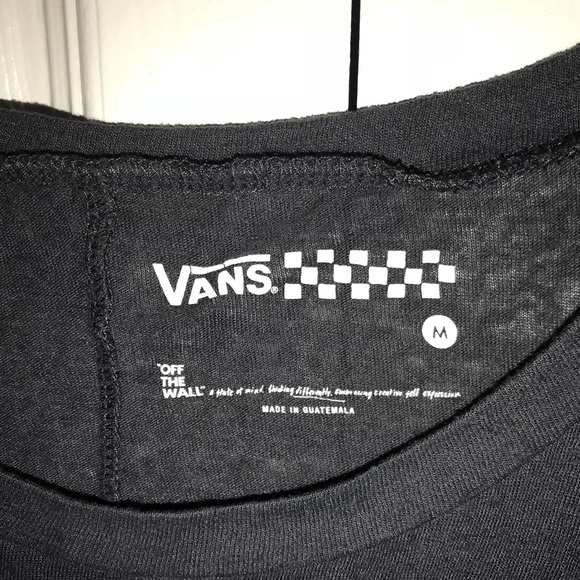 VANS®
M
"OFF
THE
WALL" a state of mind. thinking differently. embracing creative self expression
MADE IN GUATEMALA